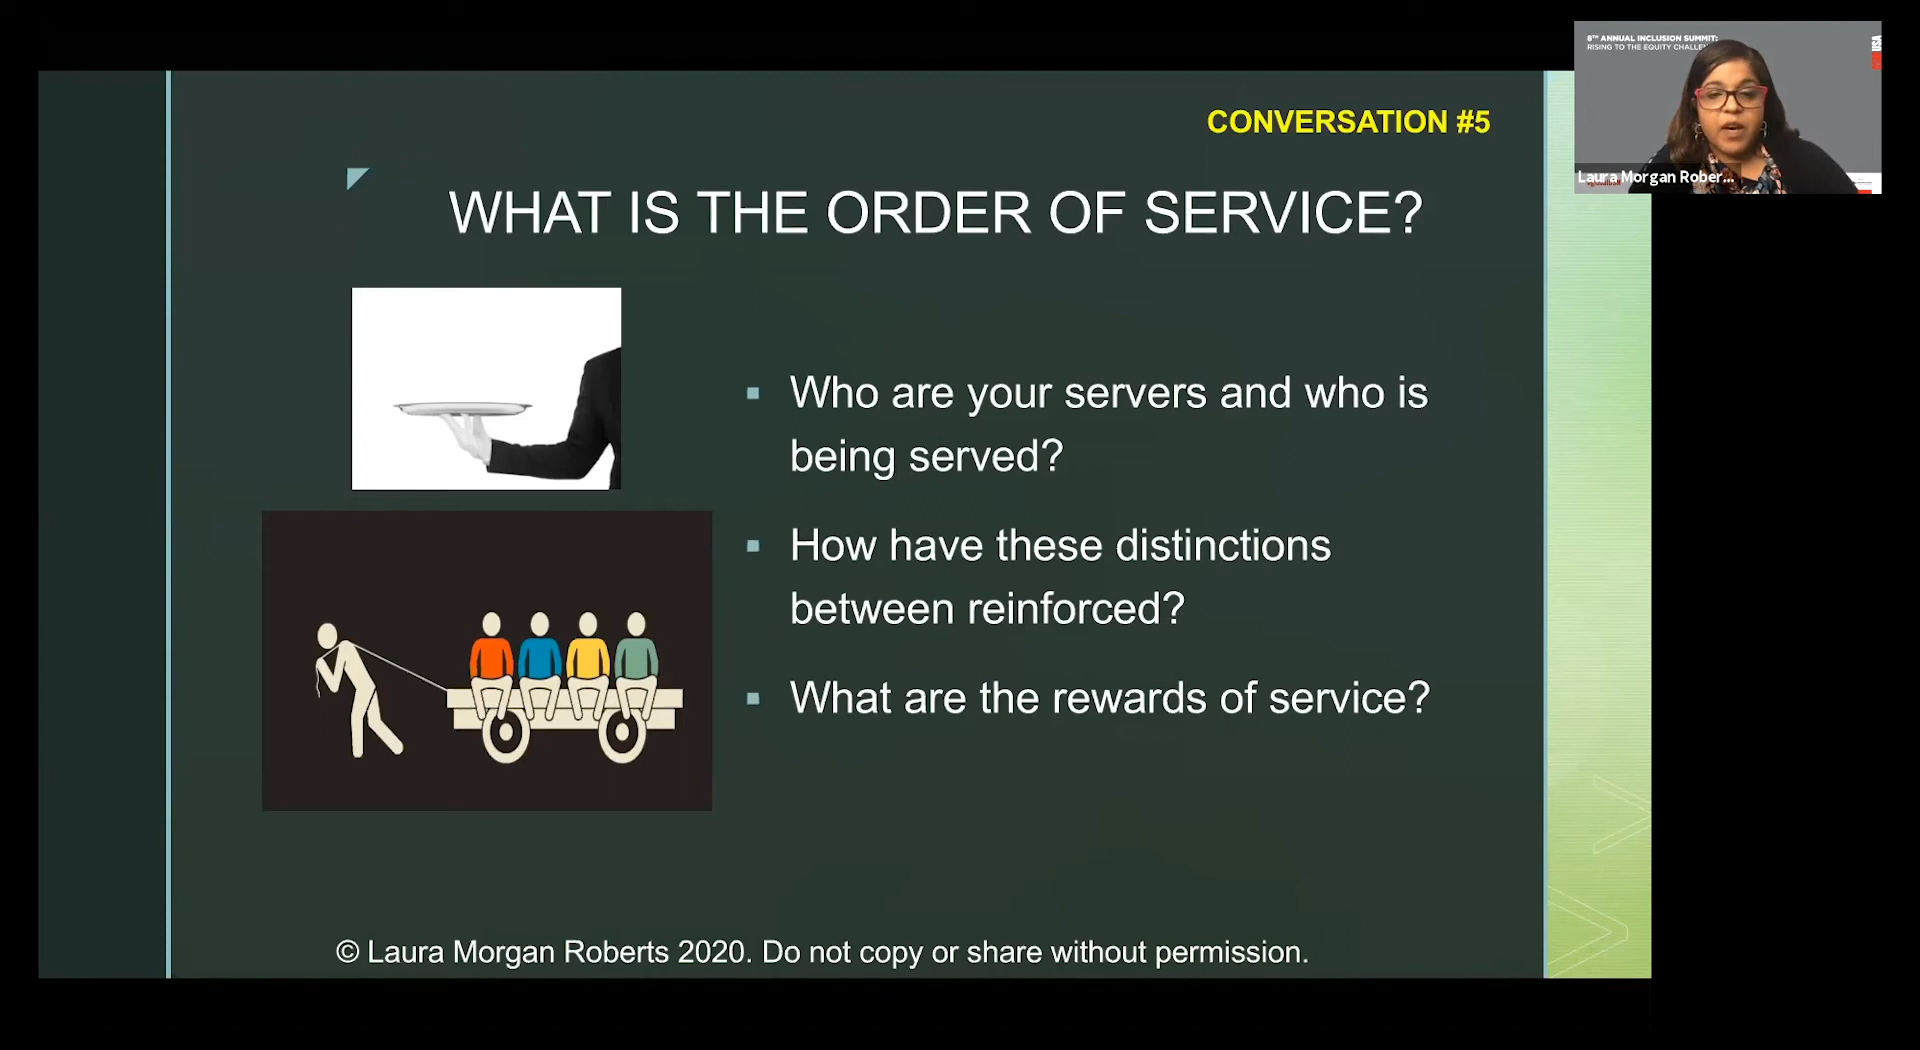 8TH ANNUAL INCLUSION SUMMIT:
RISING TO THE EQUITY CHALLEN
USA
Laura Morgan Rober...
CONVERSATION #5
WHAT IS THE ORDER OF SERVICE?
Who are your servers and who is
being served?
How have these distinctions
between reinforced?
What are the rewards of service?
© Laura Morgan Roberts 2020. Do not copy or share without permission.